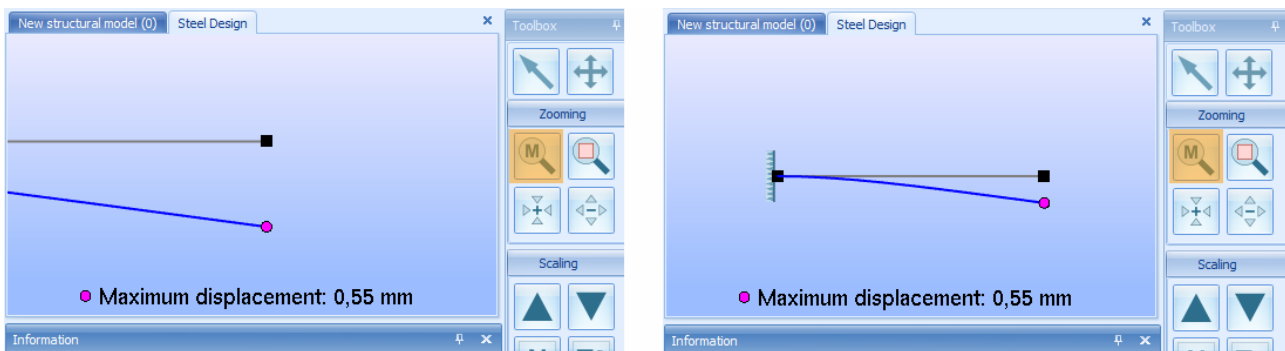 New structural model (0) Steel Design
Toolbox
Zooming
M
Maximum displacement: 0,55 mm
Scaling
Information
New structural model (0) Steel Design
Toolbox
Zooming
M
Maximum displacement: 0,55 mm
Scaling
Information